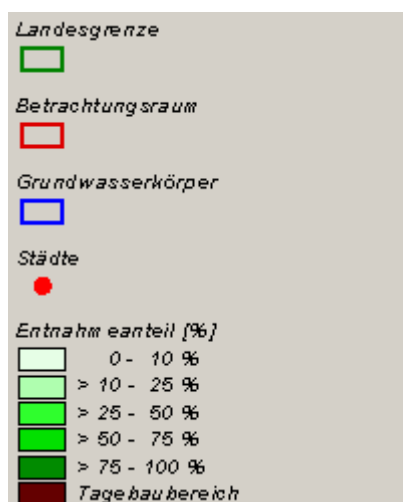 Landesgrenze
Betrachtungsraum
Grundwasserkörper
Städte
Entnahmeanteil [%]
0 - 10 %
> 10 - 25 %
> 25 - 50 %
> 50 - 75 %
> 75 - 100 %
Tagebaubereich